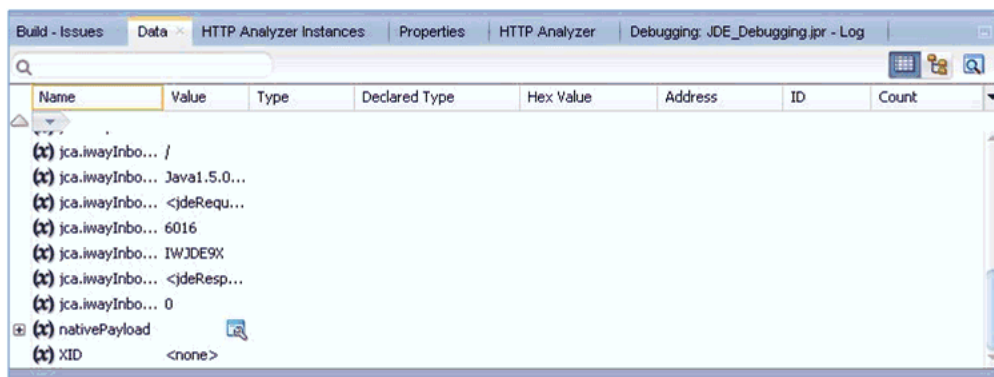 Build - Issues Data HTTP Analyzer Instances Properties HTTP Analyzer Debugging: JDE_Debugging.jpr - Log
Name Value Type Declared Type Hex Value Address ID Count
(x) jca.iwayInbo... /
(x) jca.iwayInbo... Java1.5.0...
(x) jca.iwayInbo... <jdeRequ...
(x) jca.iwayInbo... 6016
(x) jca.iwayInbo... IWJDE9X
(x) jca.iwayInbo... <jdeResp...
(x) jca.iwayInbo... 0
(x) nativePayload
(x) XID <none>